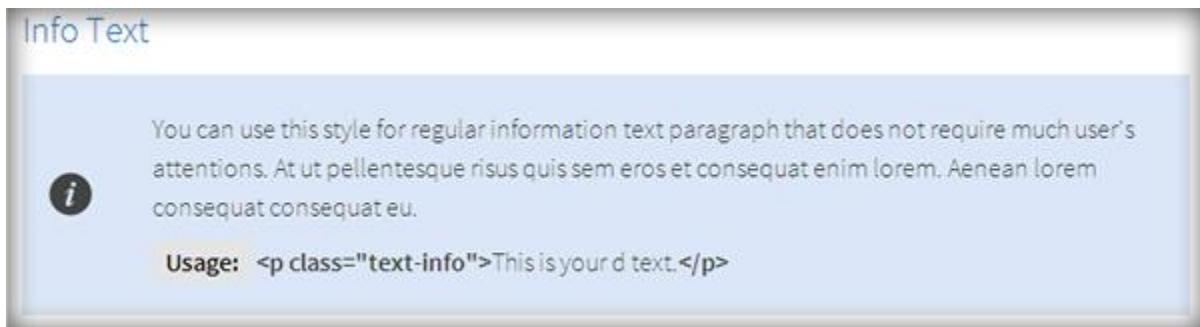 Info Text
You can use this style for regular information text paragraph that does not require much user's
attentions. At ut pellentesque risus quis sem eros et consequat enim lorem. Aenean lorem
consequat consequat eu.
Usage: <p class="text-info">This is your d text.</p>